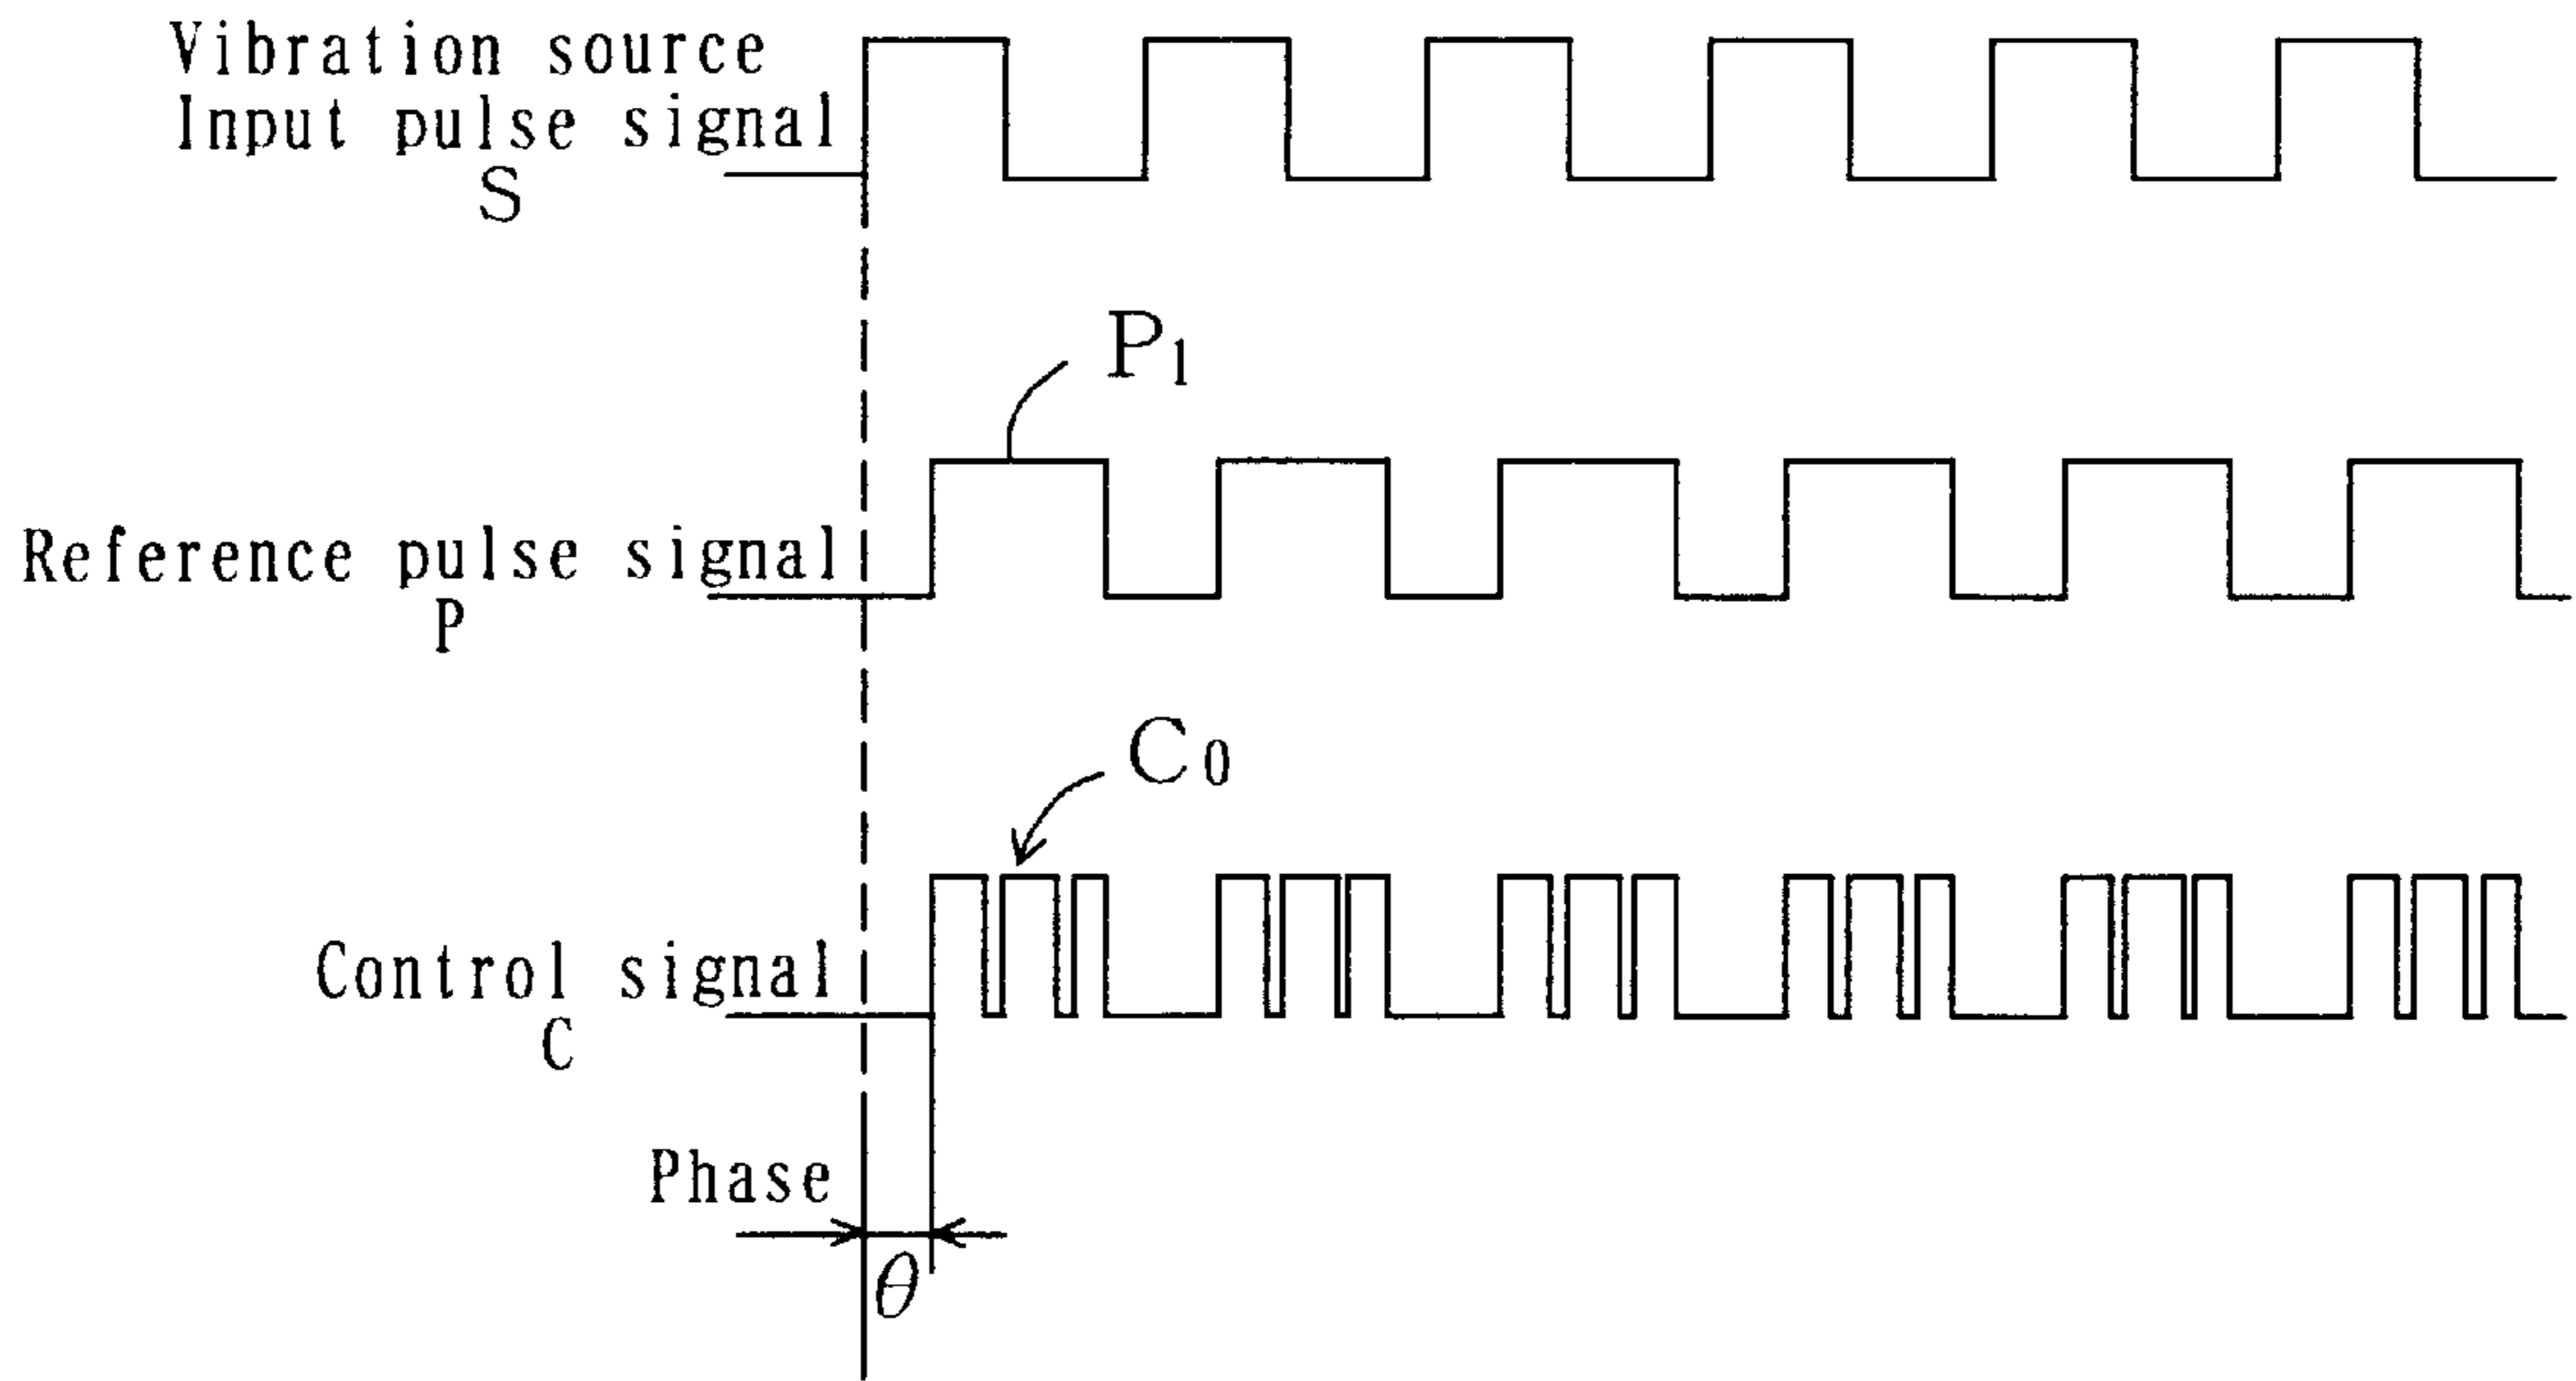 Vibration source
Input pulse signal
S
P1
Reference pulse signal
P
C0
Control signal
C
Phase
θ